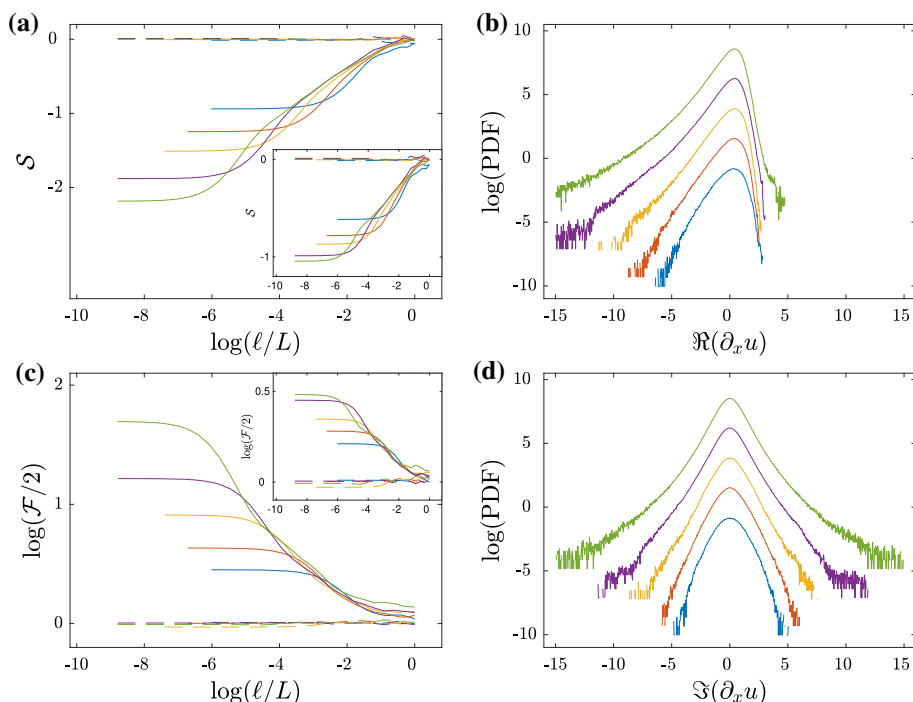 (a)
0
-1
-2
S
-10 -8 -6 -4 -2 0
log(ℓ/L)
0
-1
S
-10 -8 -6 -4 -2 0
(b)
10
5
0
-5
-10
log(PDF)
-15 -10 -5 0 5 10 15
ℜ(∂ₓu)
(c)
2
1
0
log(F/2)
-10 -8 -6 -4 -2 0
log(ℓ/L)
0.5
0
log(F/2)
-10 -8 -6 -4 -2 0
(d)
10
5
0
-5
-10
log(PDF)
-15 -10 -5 0 5 10 15
ℑ(∂ₓu)